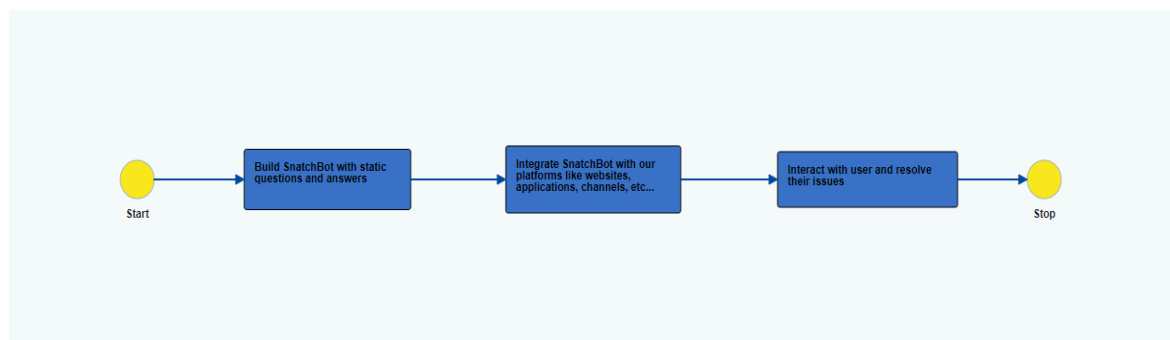 Start
Build SnatchBot with static
questions and answers
Integrate SnatchBot with our
platforms like websites,
applications, channels, etc...
Interact with user and resolve
their issues
Stop